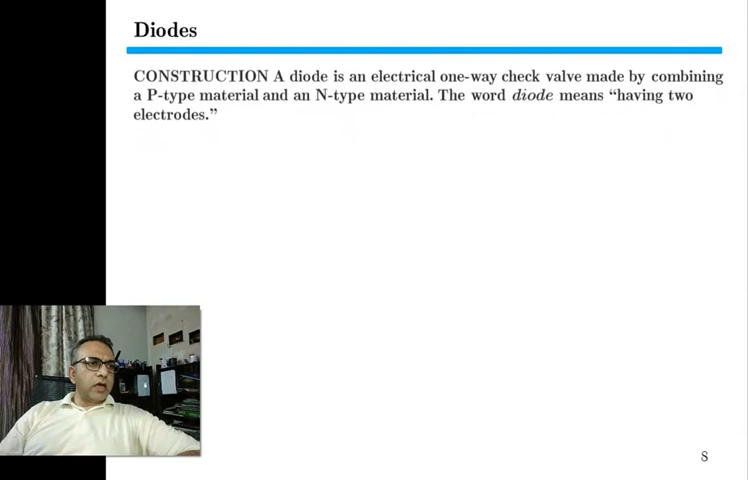 Diodes
CONSTRUCTION A diode is an electrical one-way check valve made by combining
a P-type material and an N-type material. The word diode means “having two
electrodes.”
8